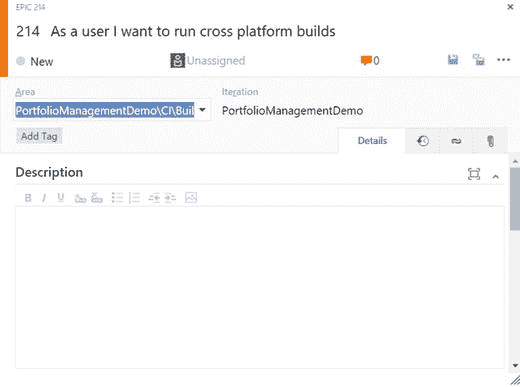 EPIC 214
214 As a user I want to run cross platform builds
New Unassigned 0
Area Iteration
PortfolioManagementDemo\CI\Buil PortfolioManagementDemo
Add Tag
Details
Description
B I U